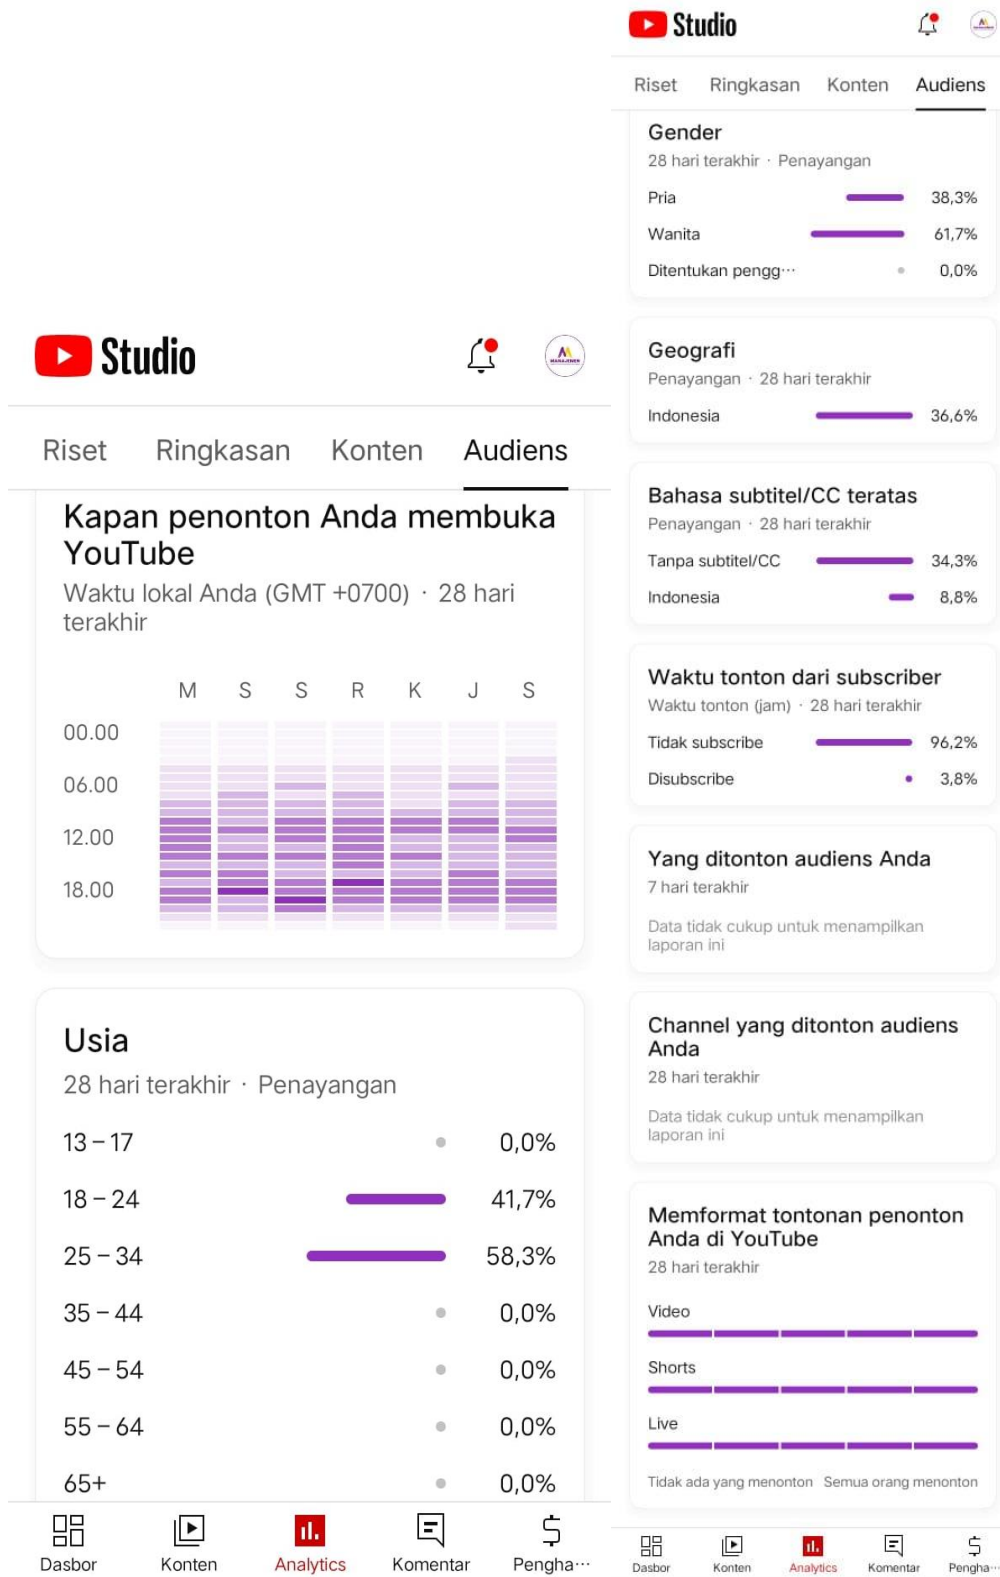 Studio
Riset Ringkasan Konten Audiens
Kapan penonton Anda membuka
YouTube
Waktu lokal Anda (GMT +0700) · 28 hari
terakhir
M S S R K J S
00.00
06.00
12.00
18.00
Usia
28 hari terakhir · Penayangan
13 – 17 0,0%
18 – 24 41,7%
25 – 34 58,3%
35 – 44 0,0%
45 – 54 0,0%
55 – 64 0,0%
65+ 0,0%
Dasbor Konten Analytics Komentar Pengha...
Studio
Riset Ringkasan Konten Audiens
Gender
28 hari terakhir · Penayangan
Pria 38,3%
Wanita 61,7%
Ditentukan pengg... 0,0%
Geografi
Penayangan · 28 hari terakhir
Indonesia 36,6%
Bahasa subtitel/CC teratas
Penayangan · 28 hari terakhir
Tanpa subtitel/CC 34,3%
Indonesia 8,8%
Waktu tonton dari subscriber
Waktu tonton (jam) · 28 hari terakhir
Tidak subscribe 96,2%
Disubscribe 3,8%
Yang ditonton audiens Anda
7 hari terakhir
Data tidak cukup untuk menampilkan
laporan ini
Channel yang ditonton audiens
Anda
28 hari terakhir
Data tidak cukup untuk menampilkan
laporan ini
Memformat tontonan penonton
Anda di YouTube
28 hari terakhir
Video
Shorts
Live
Tidak ada yang menonton Semua orang menonton
Dasbor Konten Analytics Komentar Pengha...